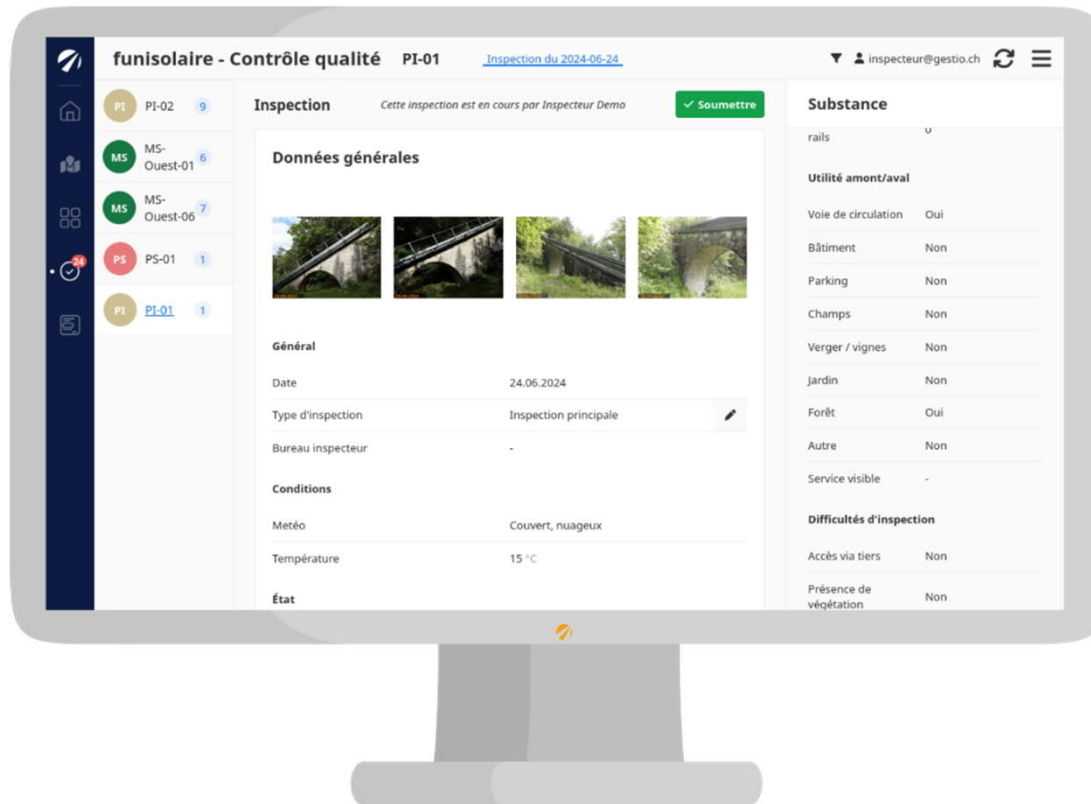 funisolaire - Contrôle qualité PI-01 Inspection du 2024-06-24 inspecteur@gestio.ch
24
PI PI-02 9
MS MS-
Ouest-01 6
MS MS-
Ouest-06 7
PS PS-01 1
PI PI-01 1
Inspection Cette inspection est en cours par Inspecteur Demo Soumettre
Données générales
Général
Date 24.06.2024
Type d'inspection Inspection principale
Bureau inspecteur -
Conditions
Metéo Couvert, nuageux
Température 15 °C
État
Substance
rails 0
Utilité amont/aval
Voie de circulation Oui
Bâtiment Non
Parking Non
Champs Non
Verger / vignes Non
Jardin Non
Forêt Oui
Autre Non
Service visible -
Difficultés d'inspection
Accès via tiers Non
Présence de
végétation Non